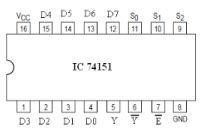 Vcc D4 D5 D6 D7 S0 S1 S2
16 15 14 13 12 11 10 9
IC 74151
1 2 3 4 5 6 7 8
D3 D2 D1 D0 Y Y̅ E̅ GND